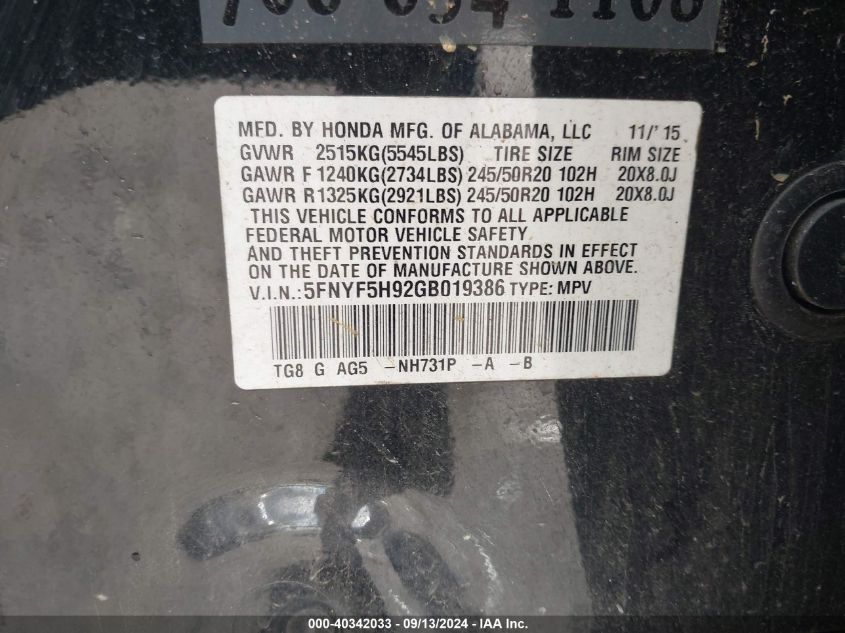 MFD. BY HONDA MFG. OF ALABAMA, LLC 11/'15
GVWR 2515KG(5545LBS) TIRE SIZE RIM SIZE
GAWR F 1240KG(2734LBS) 245/50R20 102H 20X8.0J
GAWR R1325KG(2921LBS) 245/50R20 102H 20X8.0J
THIS VEHICLE CONFORMS TO ALL APPLICABLE
FEDERAL MOTOR VEHICLE SAFETY
AND THEFT PREVENTION STANDARDS IN EFFECT
ON THE DATE OF MANUFACTURE SHOWN ABOVE.
V.I.N.:5FNYF5H92GB019386 TYPE: MPV
TG8 G AG5 -NH731P -A -B
000-40342033 - 09/13/2024 - IAAI.com